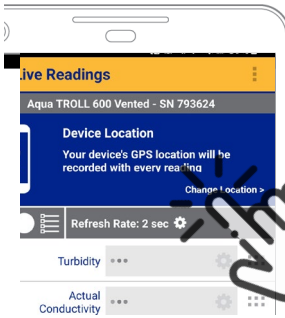 ive Readings
Aqua TROLL 600 Vented - SN 793624
Device Location
Your device's GPS location will be
recorded with every reading
Change Location >
Refresh Rate: 2 sec
Turbidity
Actual
Conductivity